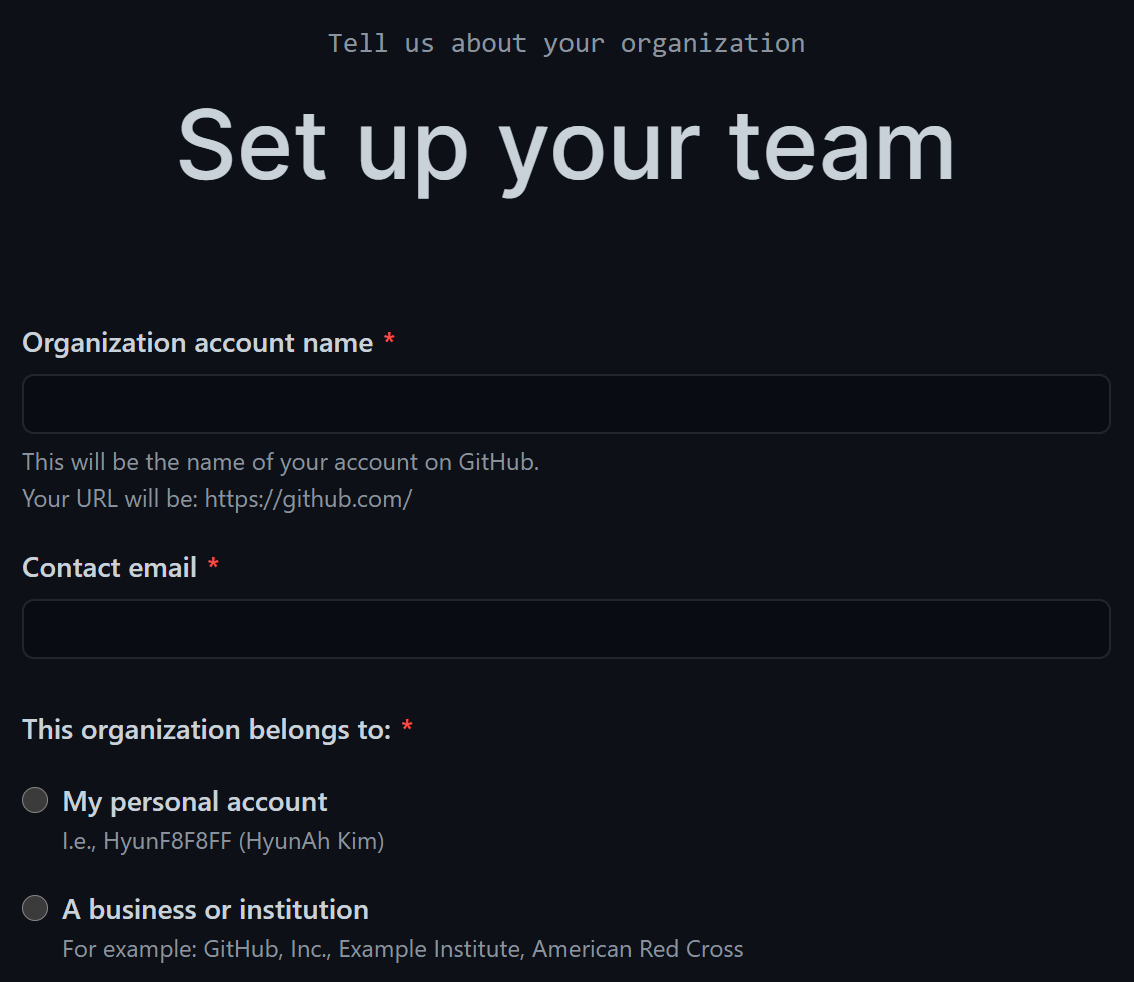 Tell us about your organization
Set up your team
Organization account name *
This will be the name of your account on GitHub.
Your URL will be: https://github.com/
Contact email *
This organization belongs to: *
My personal account
I.e., HyunF8F8FF (HyunAh Kim)
A business or institution
For example: GitHub, Inc., Example Institute, American Red Cross